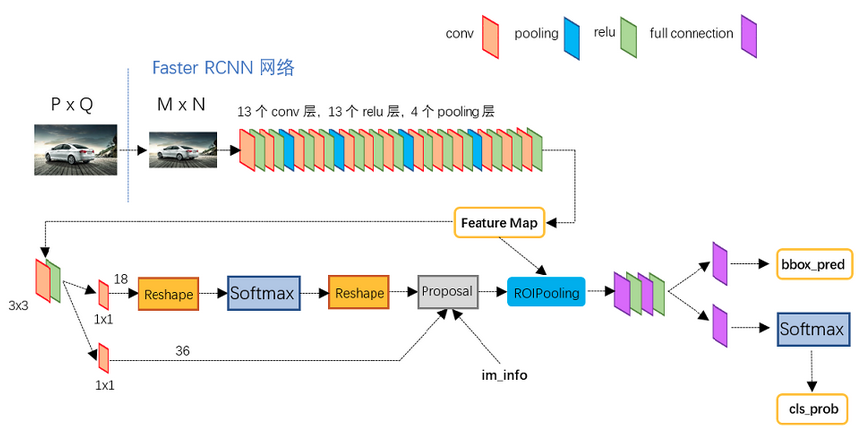 conv
pooling
relu
full connection
Faster RCNN 网络
P x Q
M x N
13 个 conv 层, 13 个 relu 层, 4 个 pooling 层
Feature Map
3x3
18
1x1
Reshape
Softmax
Reshape
Proposal
ROIPooling
bbox_pred
Softmax
36
1x1
im_info
cls_prob